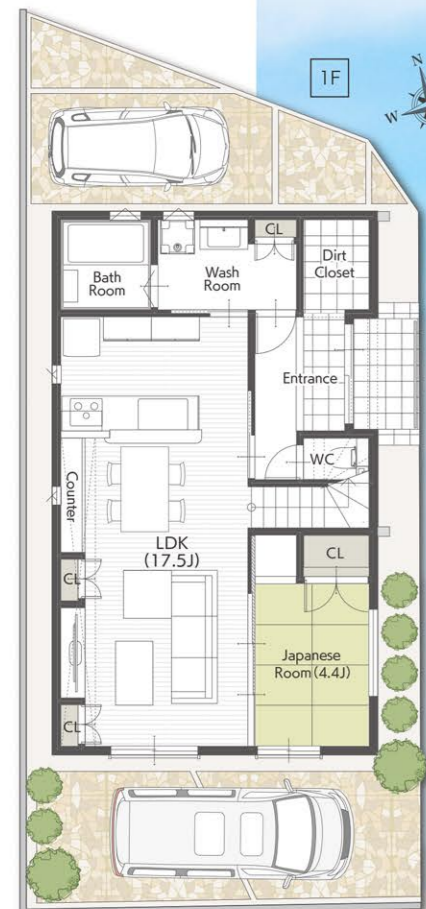 1F
N
W
CL
Dirt
Closet
Bath
Room
Wash
Room
Entrance
WC
Counter
LDK
(17.5J)
CL
CL
Japanese
Room (4.4J)
CL